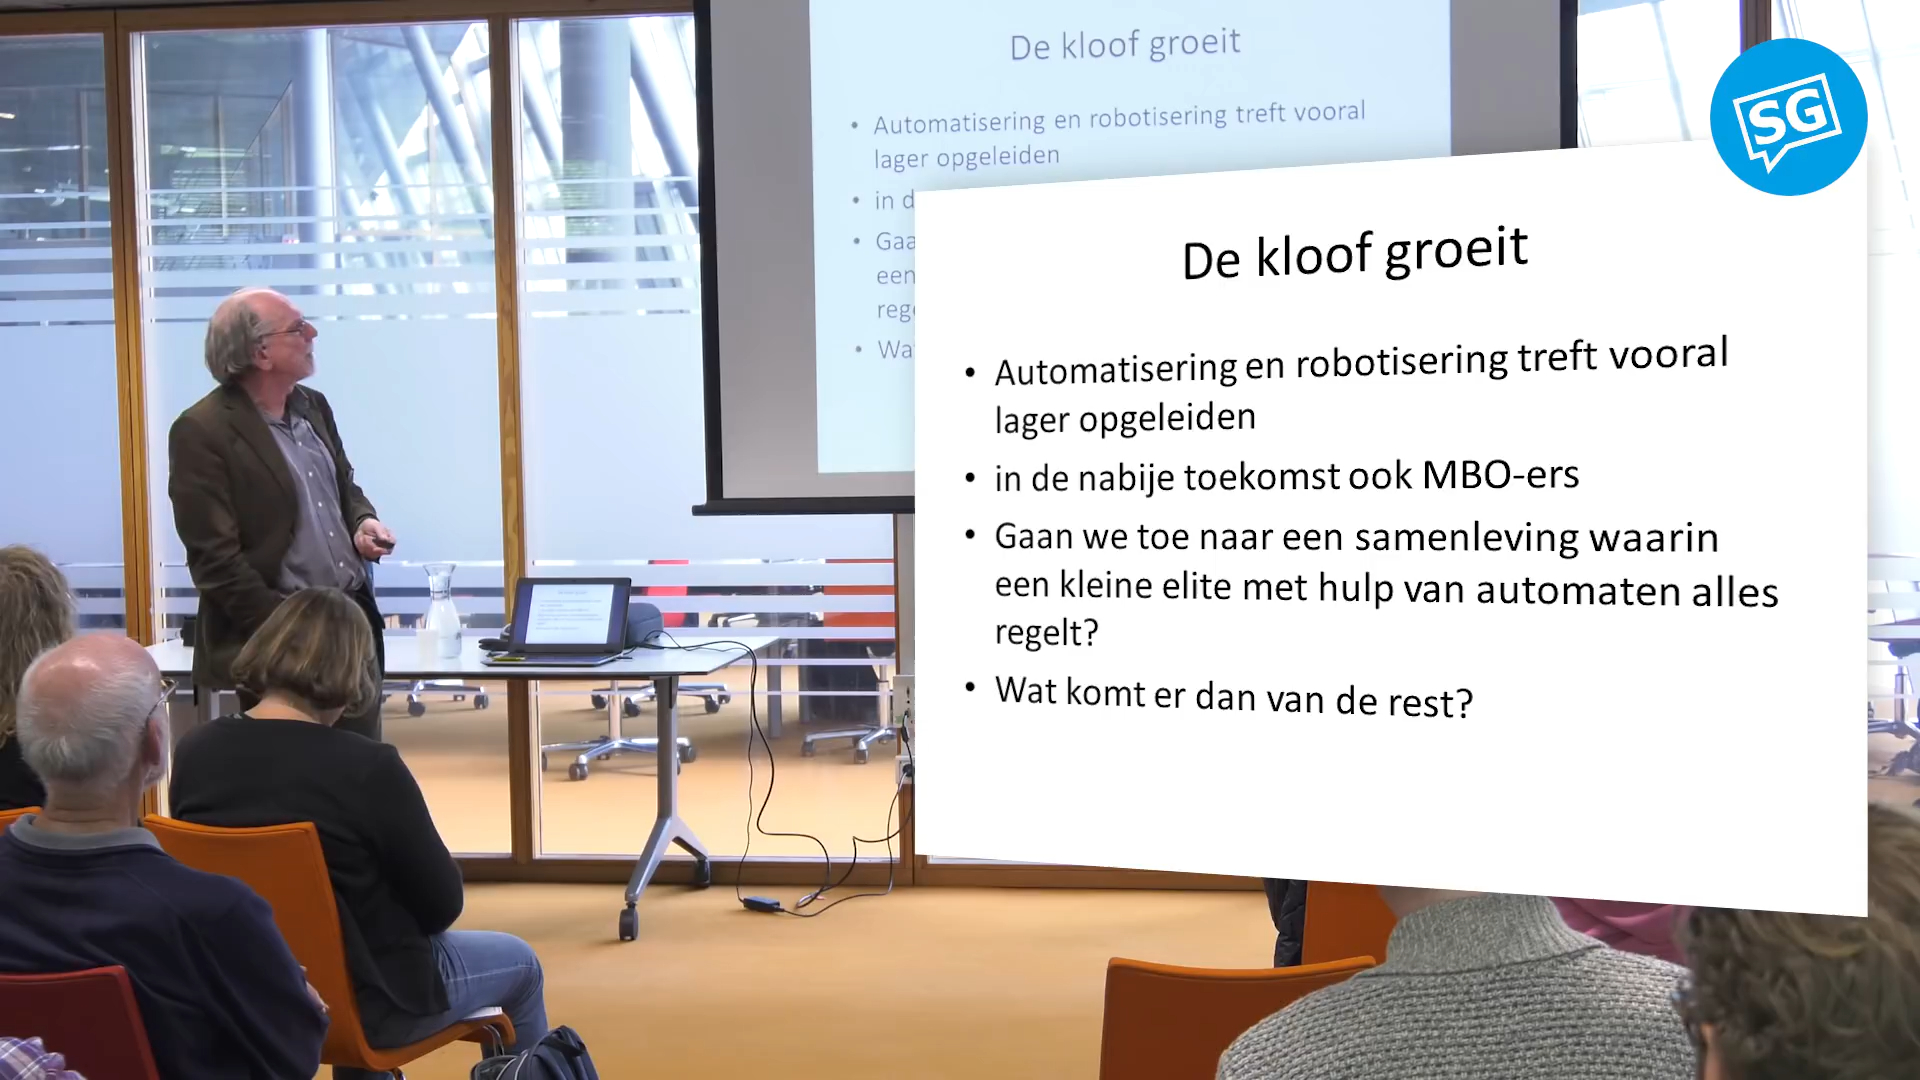 De kloof groeit
• Automatisering en robotisering treft vooral
lager opgeleiden
• in d
• Gaa
een
reg
• Wa
SG
De kloof groeit
• Automatisering en robotisering treft vooral
lager opgeleiden
• in de nabije toekomst ook MBO-ers
• Gaan we toe naar een samenleving waarin
een kleine elite met hulp van automaten alles
regelt?
• Wat komt er dan van de rest?